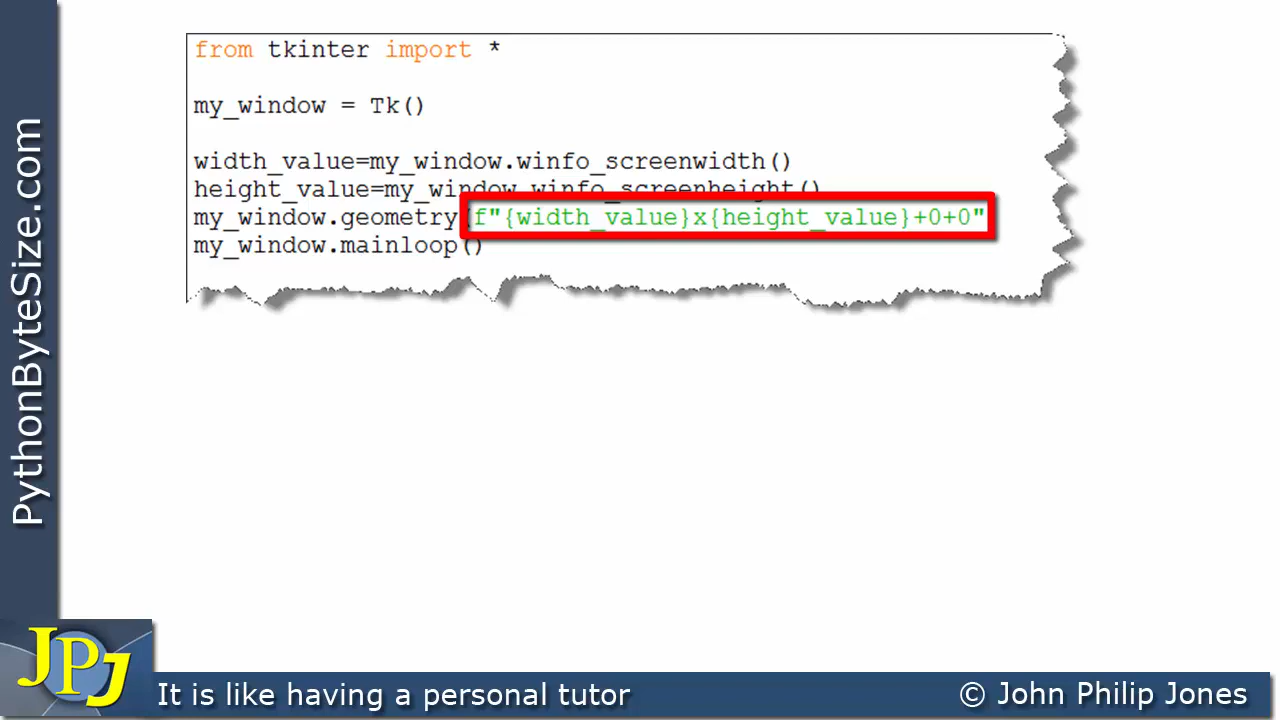 from tkinter import *
my_window = Tk()
width_value=my_window.winfo_screenwidth()
height_value=my_window.winfo_screenheight()
my_window.geometry(f"{width_value}x{height_value}+0+0"
my_window.mainloop()
PythonByteSize.com
JPJ
It is like having a personal tutor
© John Philip Jones